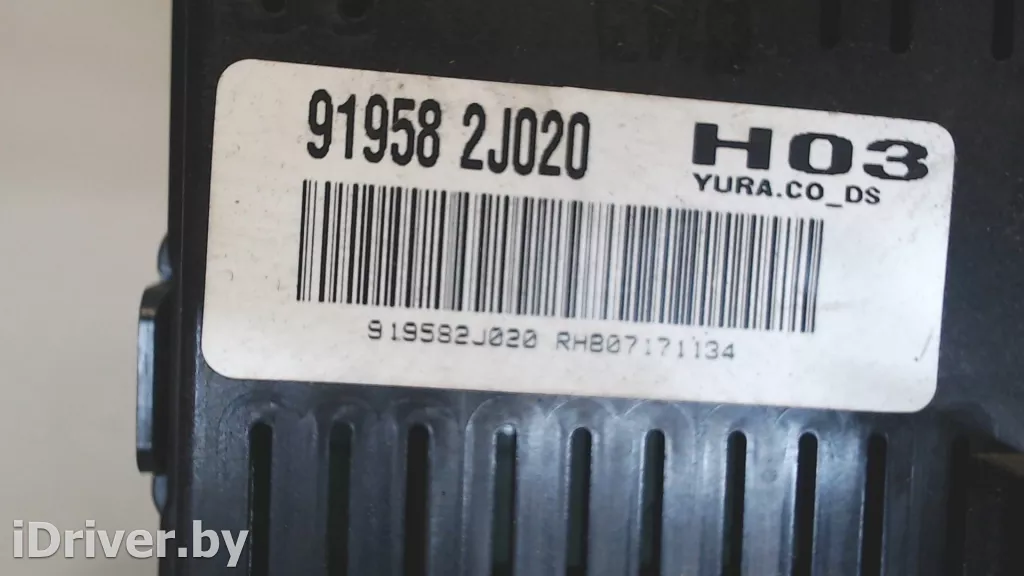 91958 2J020
H03
YURA.CO_DS
919582J020 RH807171134
iDriver.by